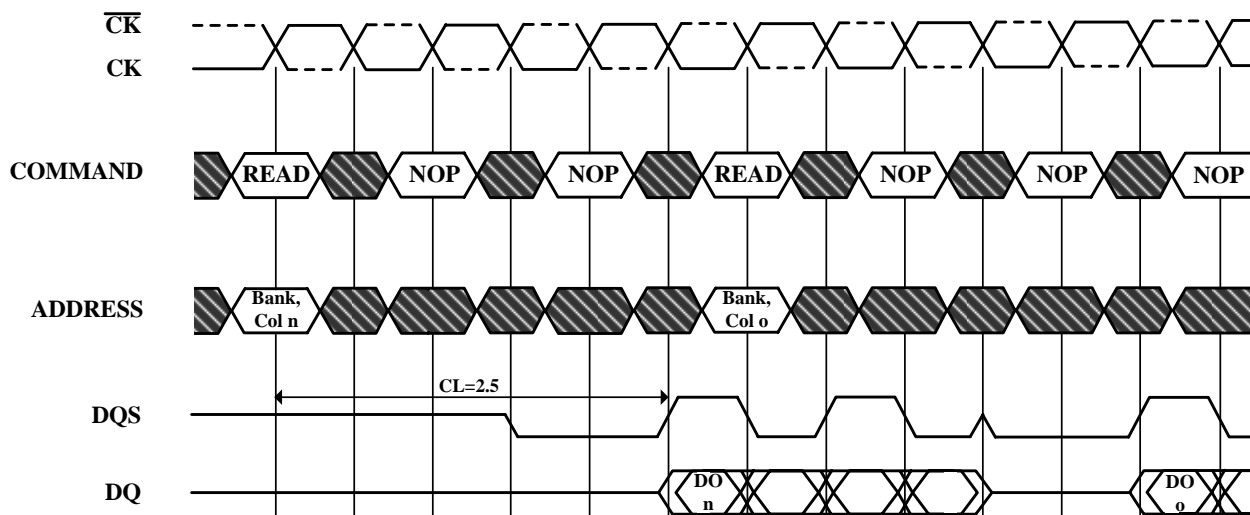 CK
CK
COMMAND
READ
NOP
NOP
READ
NOP
NOP
NOP
ADDRESS
Bank,
Col n
Bank,
Col o
CL=2.5
DQS
DQ
DO
n
DO
o